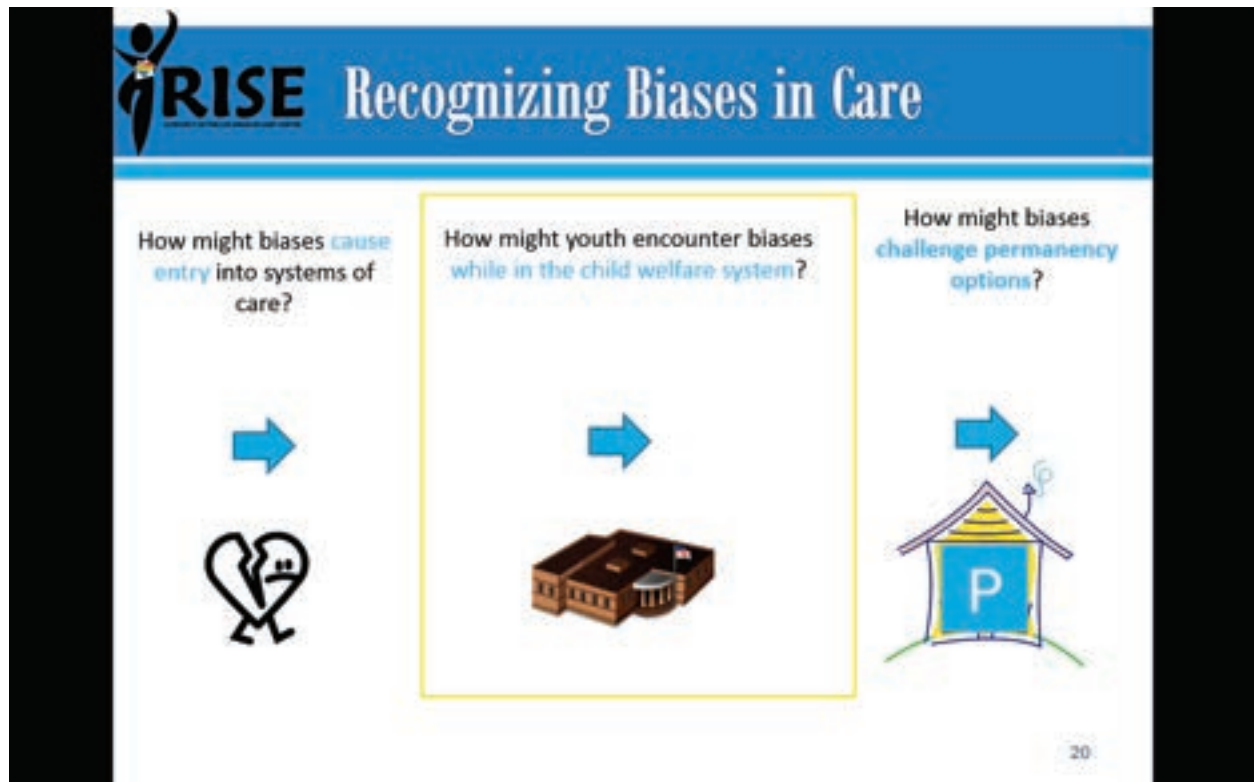 RISE Recognizing Biases in Care
How might biases cause
entry into systems of
care?
How might youth encounter biases
while in the child welfare system?
How might biases
challenge permanency
options?
P
20